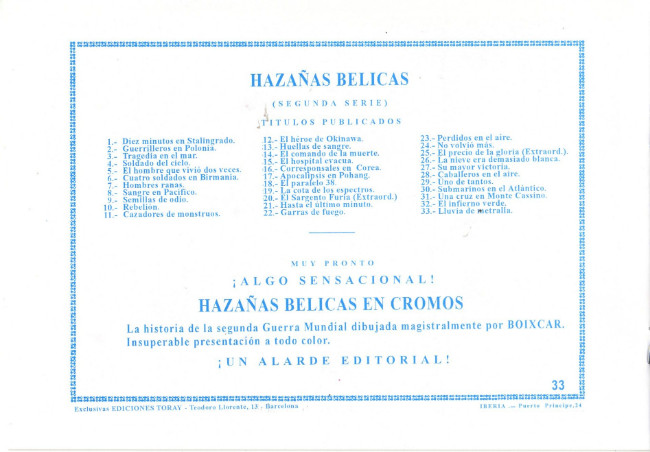 HAZAÑAS BELICAS
(SEGUNDA SERIE)
TITULOS PUBLICADOS
1.- Diez minutos en Stalingrado.
2.- Guerrilleros en Polonia.
3.- Tragedia en el mar.
4.- Soldado del cielo.
5.- El hombre que vivió dos veces.
6.- Cuatro soldados en Birmania.
7.- Hombres ranas.
8.- Sangre en Pacífico.
9.- Semillas de odio.
10.- Rebelion.
11.- Cazadores de monstruos.
12.- El héroe de Okinawa.
13.- Huellas de sangre.
14.- El comando de la muerte.
15.- El hospital evacua.
16.- Corresponsales en Corea.
17.- Apocalipsis en Pohang.
18.- El paralelo 38.
19.- La cota de los espectros.
20.- El Sargento Furia (Extraord.)
21.- Hasta el último minuto.
22.- Garras de fuego.
23.- Perdidos en el aire.
24.- No volvió más.
25.- El precio de la gloria (Extraord.).
26.- La nieve era demasiado blanca.
27.- Su mayor victoria.
28.- Caballeros en el aire.
29.- Uno de tantos.
30.- Submarinos en el Atlántico.
31.- Una cruz en Monte Cassino.
32.- El infierno verde.
33.- Lluvia de metralla.
MUY PRONTO
¡ALGO SENSACIONAL!
HAZAÑAS BELICAS EN CROMOS
La historia de la segunda Guerra Mundial dibujada magistralmente por BOIXCAR.
Insuperable presentación a todo color.
¡UN ALARDE EDITORIAL!
33
Exclusivas EDICIONES TORAY - Teodoro Llorente, 13 - Barcelona
IBERIA — Puerto Príncipe, 14